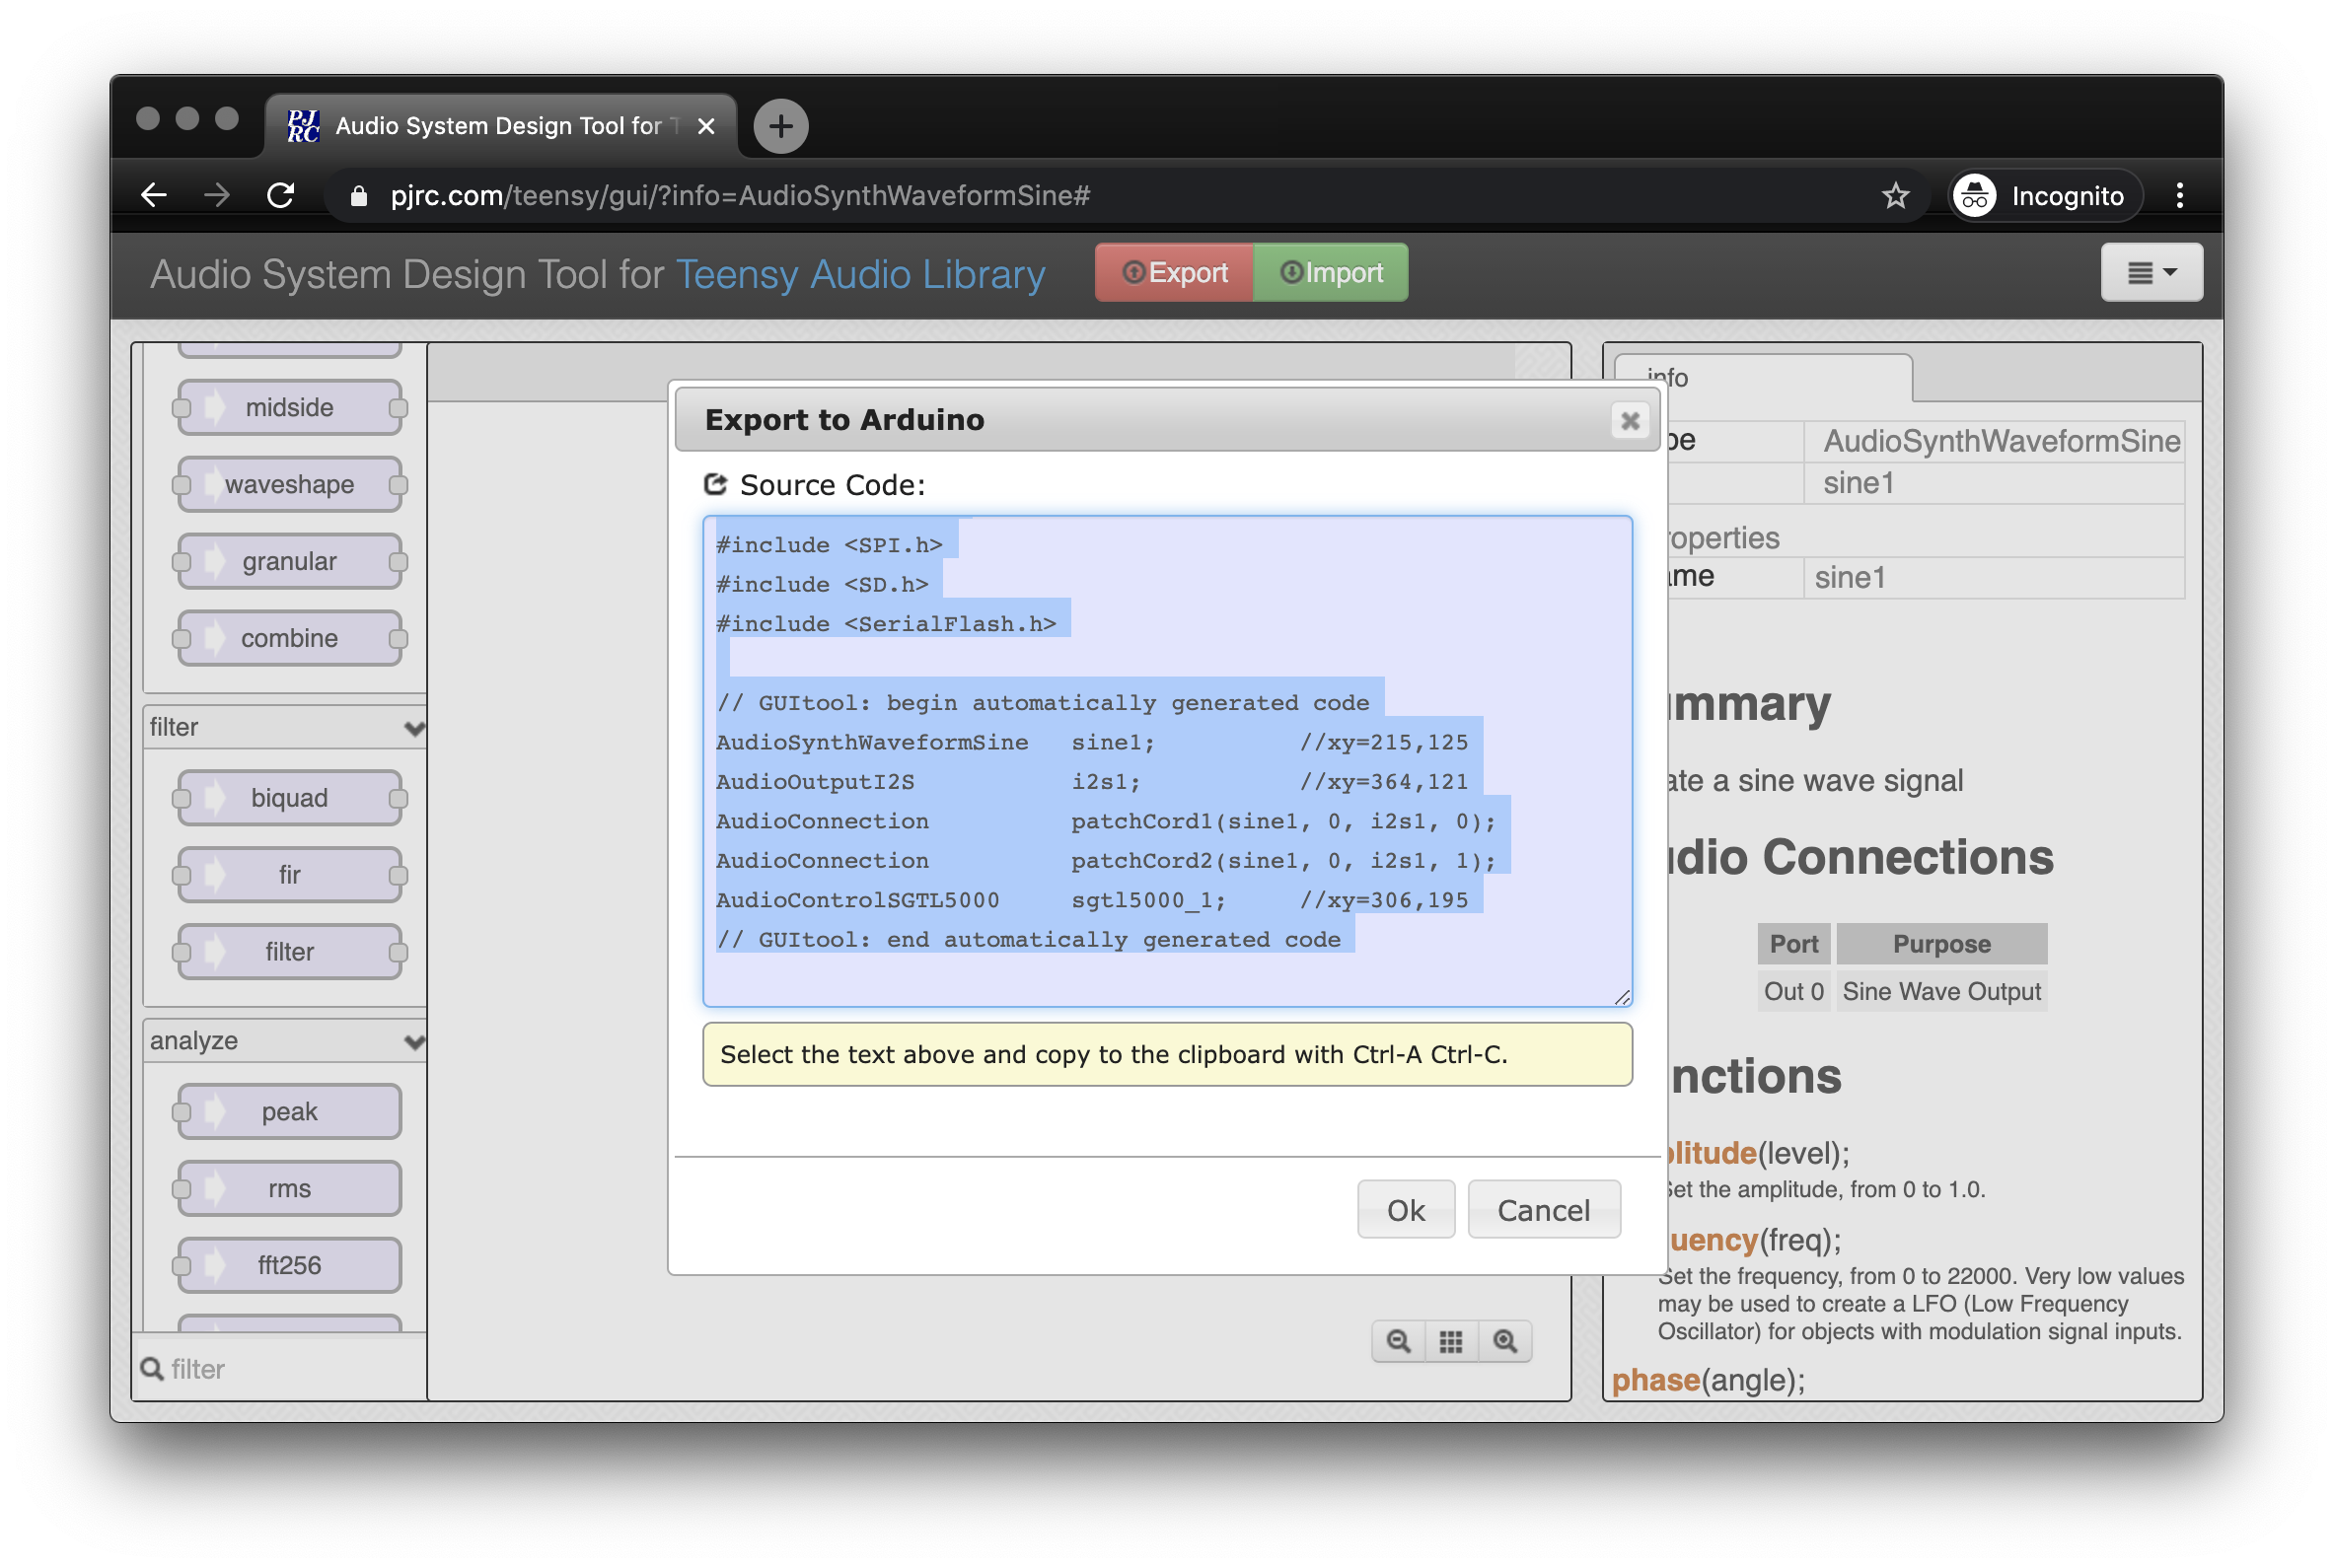 PJRC
Audio System Design Tool for T
pjrc.com/teensy/gui/?info=AudioSynthWaveformSine#
Incognito
Audio System Design Tool for Teensy Audio Library
Export
Import
midside
waveshape
granular
combine
filter
biquad
fir
filter
analyze
peak
rms
fft256
filter
Export to Arduino
Source Code:
#include <SPI.h>
#include <SD.h>
#include <SerialFlash.h>
// GUItool: begin automatically generated code
AudioSynthWaveformSine   sine1;          //xy=215,125
AudioOutputI2S           i2s1;           //xy=364,121
AudioConnection          patchCord1(sine1, 0, i2s1, 0);
AudioConnection          patchCord2(sine1, 0, i2s1, 1);
AudioControlSGTL5000     sgtl5000_1;     //xy=306,195
// GUItool: end automatically generated code
Select the text above and copy to the clipboard with Ctrl-A Ctrl-C.
Ok
Cancel
info
pe AudioSynthWaveformSine
sine1
roperties
ame sine1
mmary
ate a sine wave signal
dio Connections
Port Purpose
Out 0 Sine Wave Output
nctions
litude(level);
Set the amplitude, from 0 to 1.0.
uency(freq);
Set the frequency, from 0 to 22000. Very low values
may be used to create a LFO (Low Frequency
Oscillator) for objects with modulation signal inputs.
phase(angle);